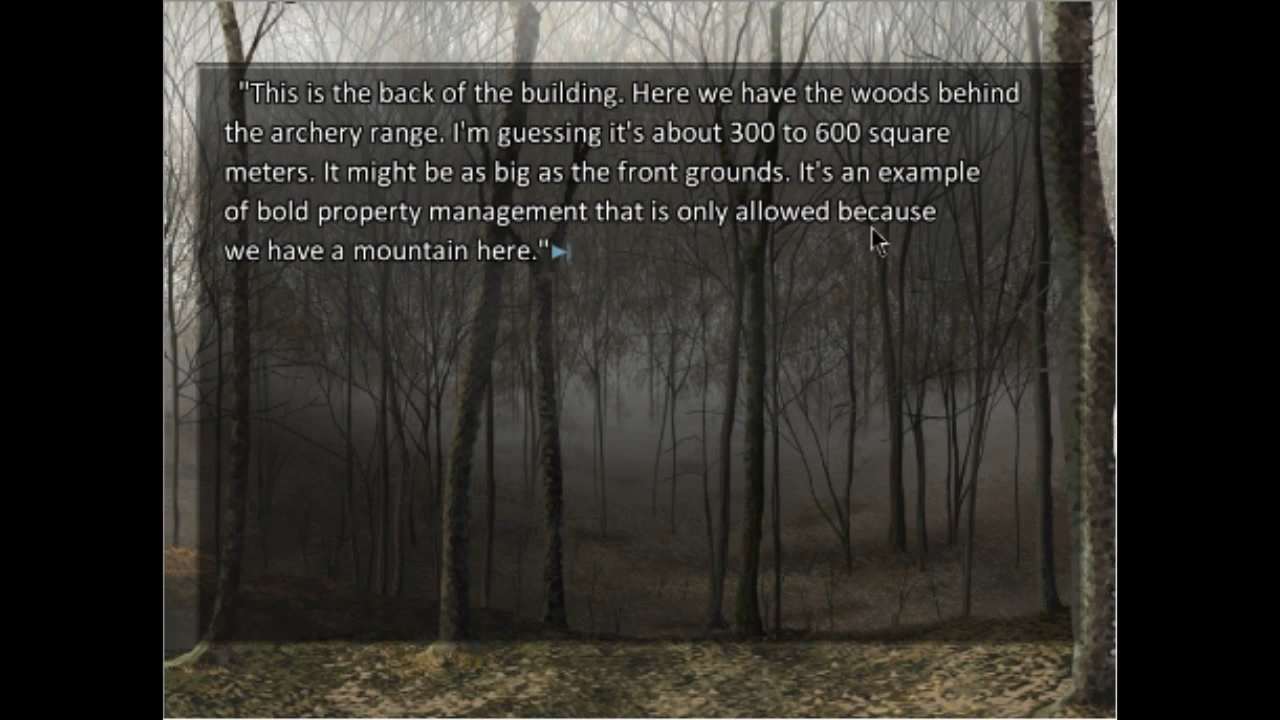 "This is the back of the building. Here we have the woods behind
the archery range. I'm guessing it's about 300 to 600 square
meters. It might be as big as the front grounds. It's an example
of bold property management that is only allowed because
we have a mountain here."